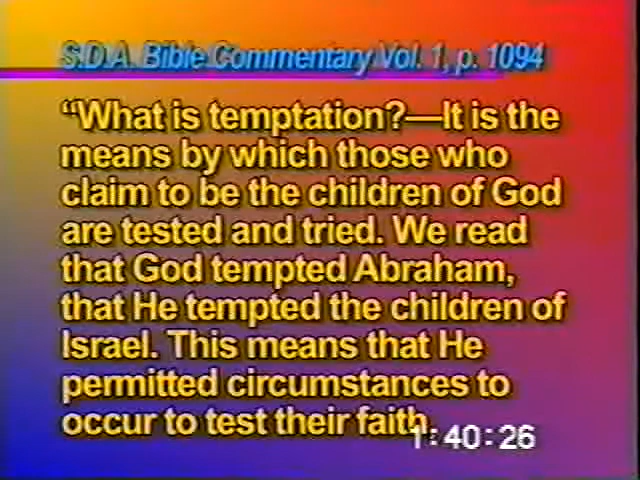 S.D.A. Bible Commentary Vol. 1, p. 1094
“What is temptation?—It is the
means by which those who
claim to be the children of God
are tested and tried. We read
that God tempted Abraham,
that He tempted the children of
Israel. This means that He
permitted circumstances to
occur to test their faith
1:40:26